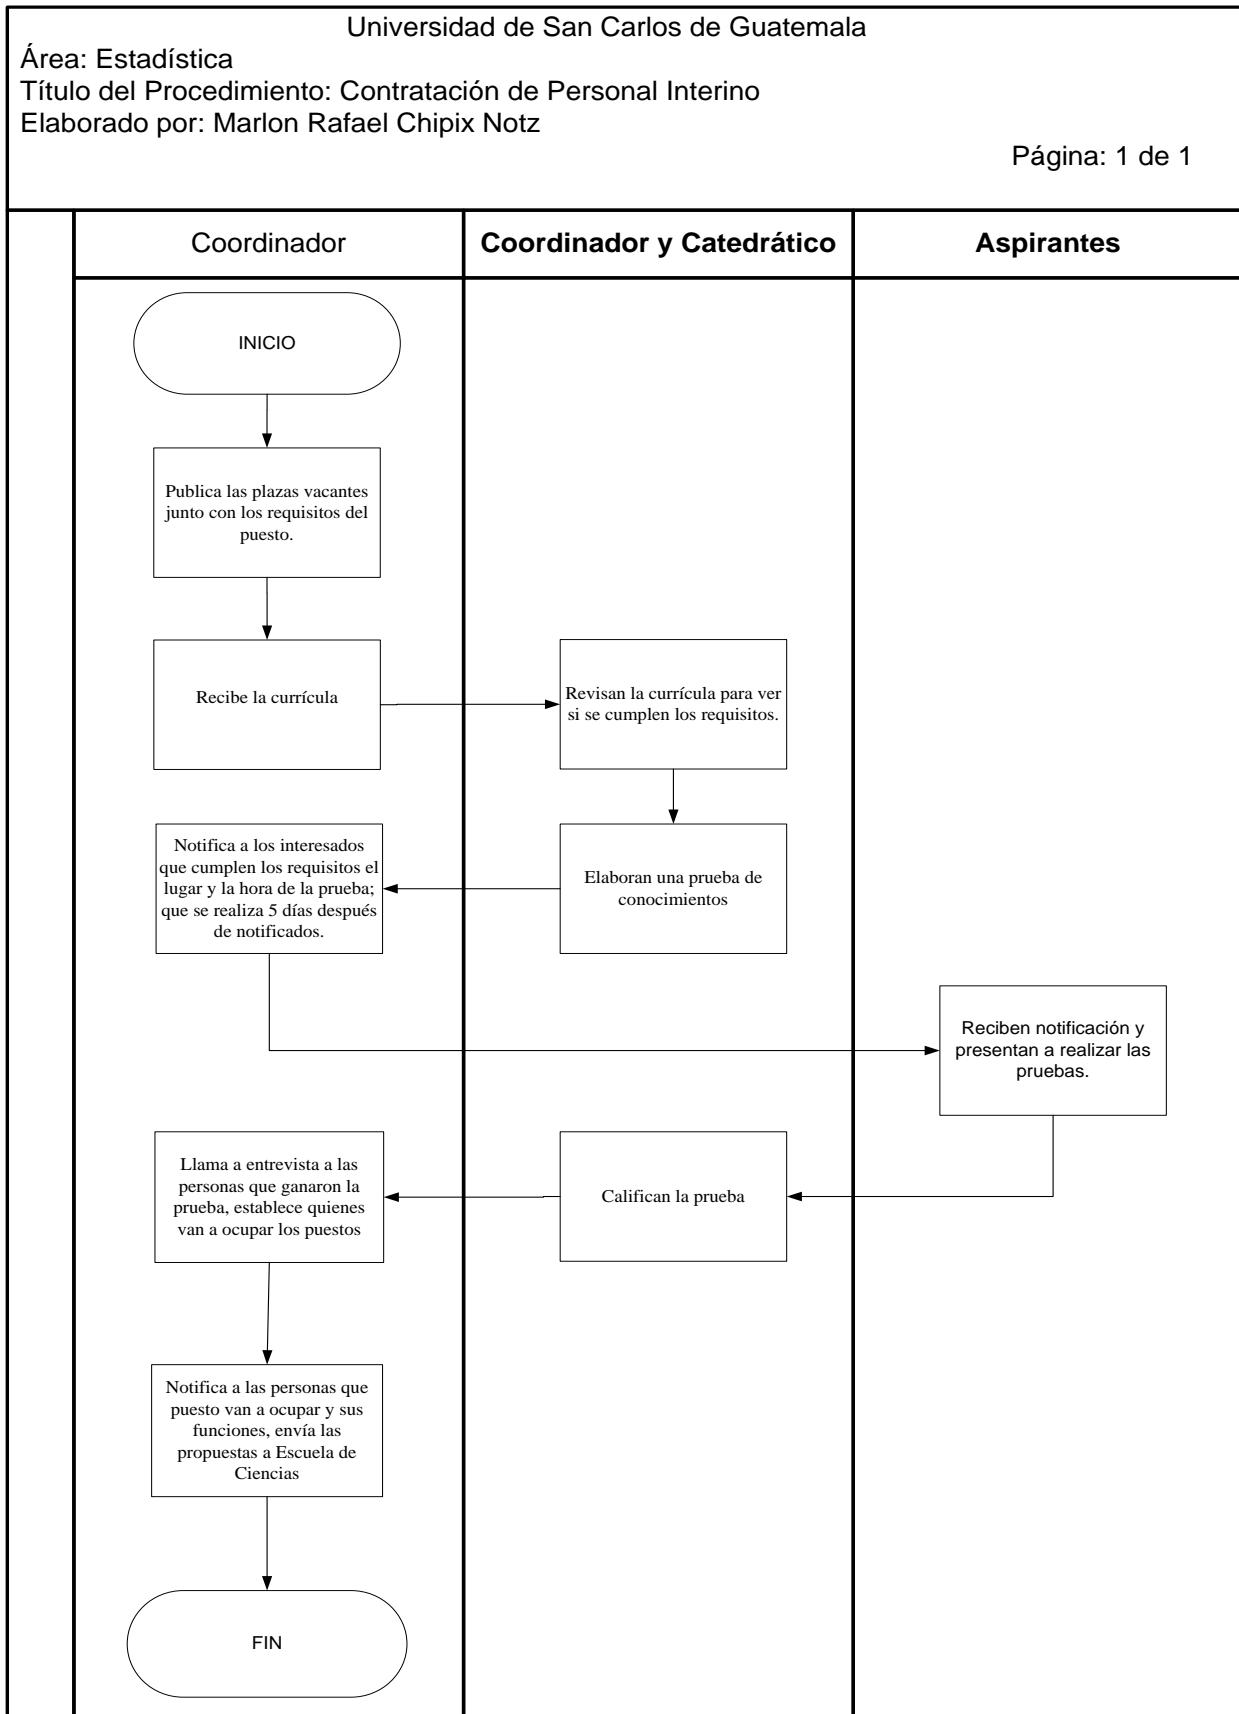 Universidad de San Carlos de Guatemala
Área: Estadística
Título del Procedimiento: Contratación de Personal Interino
Elaborado por: Marlon Rafael Chipix Notz
Página: 1 de 1
Coordinador
Coordinador y Catedrático
Aspirantes
INICIO
Publica las plazas vacantes
junto con los requisitos del
puesto.
Recibe la currícula
Revisan la currícula para ver
si se cumplen los requisitos.
Elaboran una prueba de
conocimientos
Notifica a los interesados
que cumplen los requisitos el
lugar y la hora de la prueba;
que se realiza 5 días después
de notificados.
Reciben notificación y
presentan a realizar las
pruebas.
Califican la prueba
Llama a entrevista a las
personas que ganaron la
prueba, establece quienes
van a ocupar los puestos
Notifica a las personas que
puesto van a ocupar y sus
funciones, envía las
propuestas a Escuela de
Ciencias
FIN